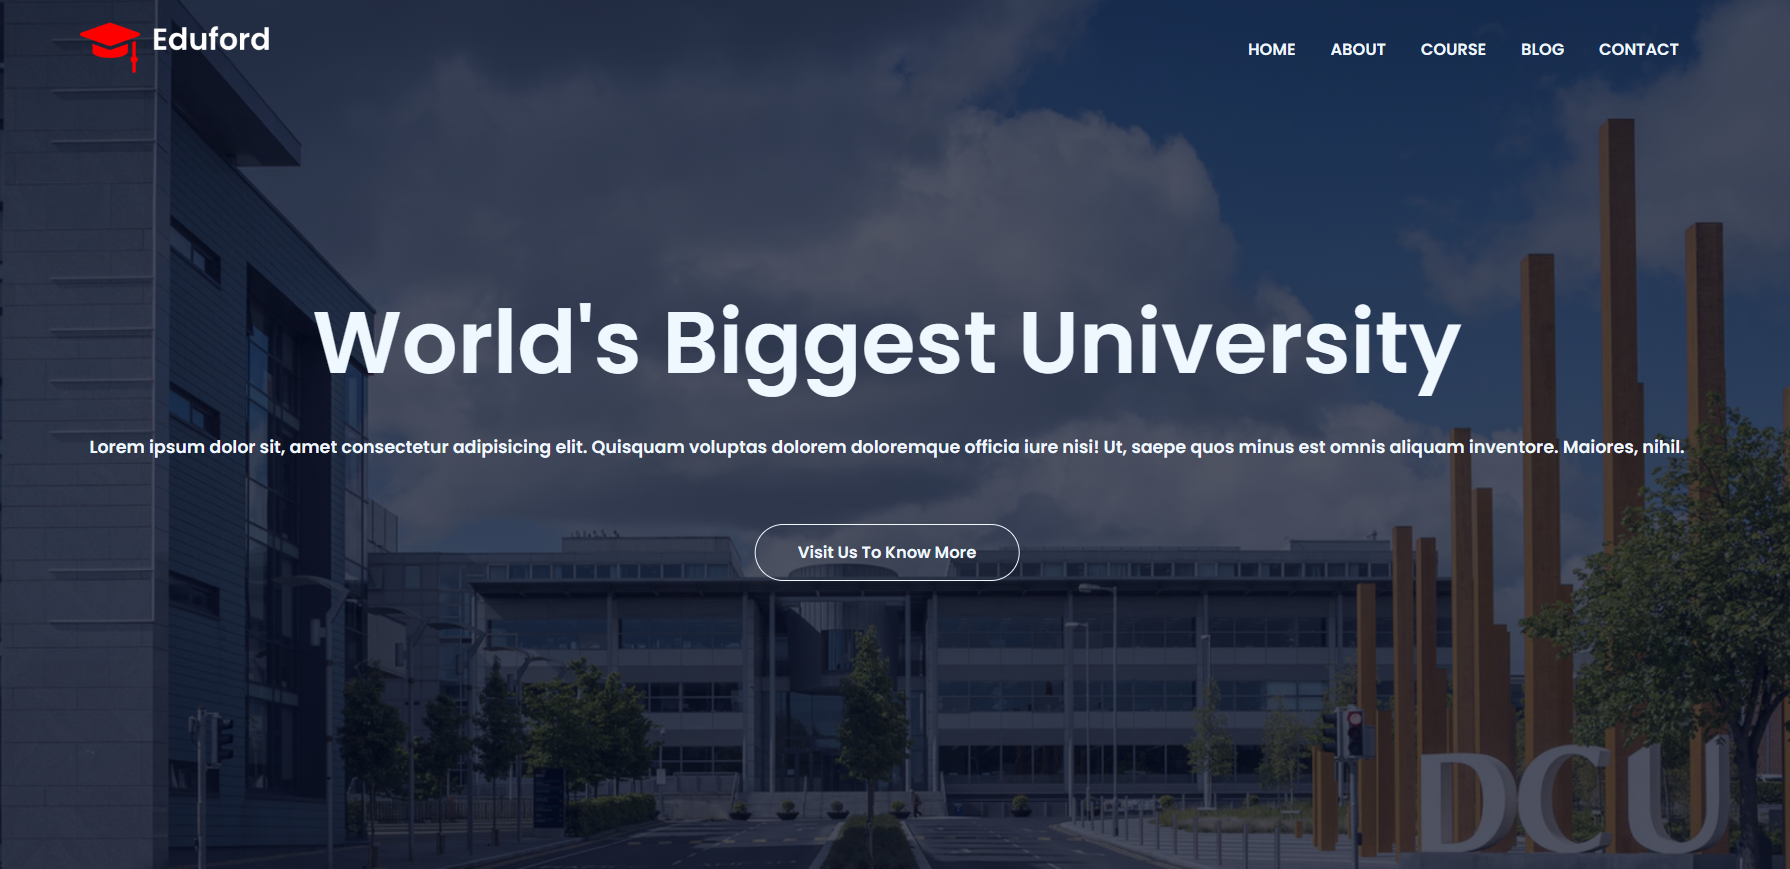 Eduford
HOME ABOUT COURSE BLOG CONTACT
World's Biggest University
Lorem ipsum dolor sit, amet consectetur adipisicing elit. Quisquam voluptas dolorem doloremque officia iure nisi! Ut, saepe quos minus est omnis aliquam inventore. Maiores, nihil.
Visit Us To Know More
DCU